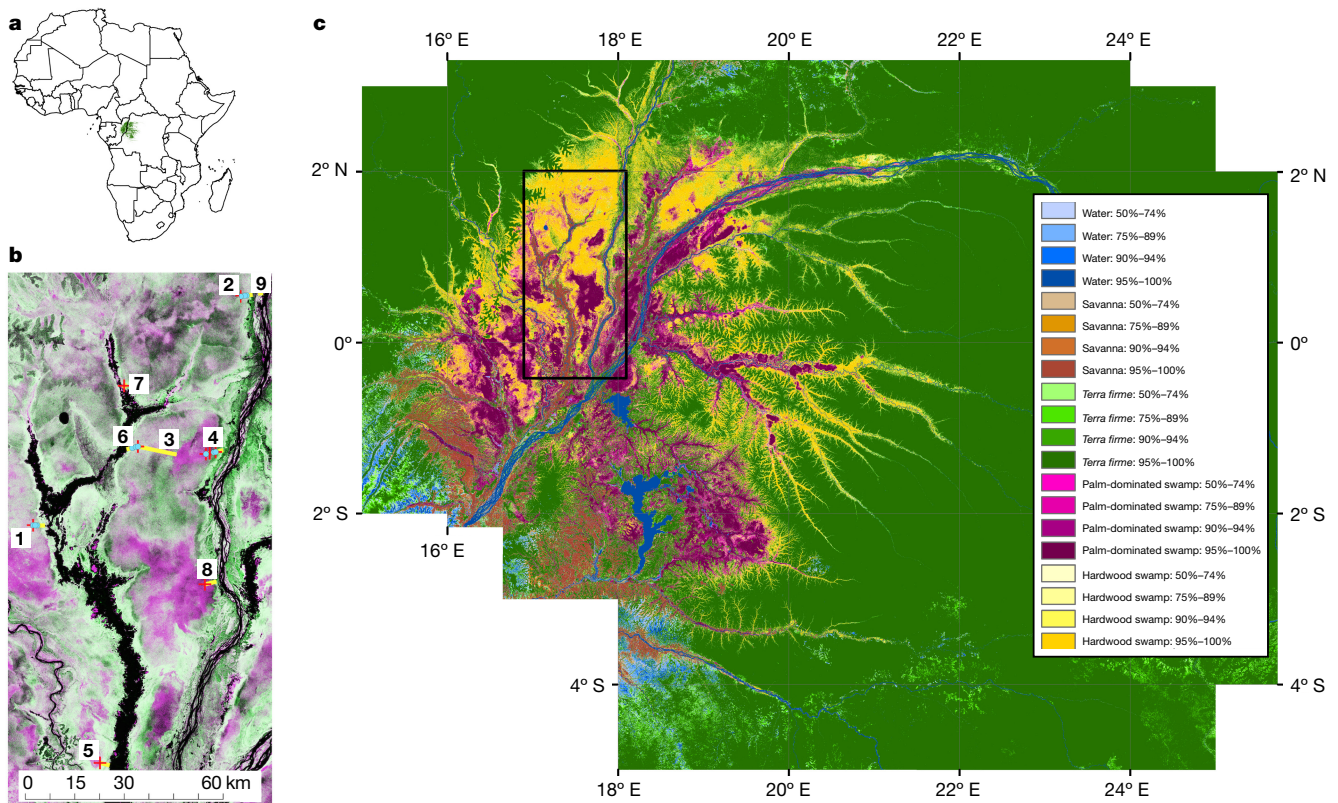 a
c
16° E 18° E 20° E 22° E 24° E
2° N 2° N
0° 0°
2° S 2° S
4° S 4° S
16° E
18° E 20° E 22° E 24° E
Water: 50%–74%
Water: 75%–89%
Water: 90%–94%
Water: 95%–100%
Savanna: 50%–74%
Savanna: 75%–89%
Savanna: 90%–94%
Savanna: 95%–100%
Terra firme: 50%–74%
Terra firme: 75%–89%
Terra firme: 90%–94%
Terra firme: 95%–100%
Palm-dominated swamp: 50%–74%
Palm-dominated swamp: 75%–89%
Palm-dominated swamp: 90%–94%
Palm-dominated swamp: 95%–100%
Hardwood swamp: 50%–74%
Hardwood swamp: 75%–89%
Hardwood swamp: 90%–94%
Hardwood swamp: 95%–100%
b
2 9
7
6 3 4
1
8
5
0 15 30 60 km